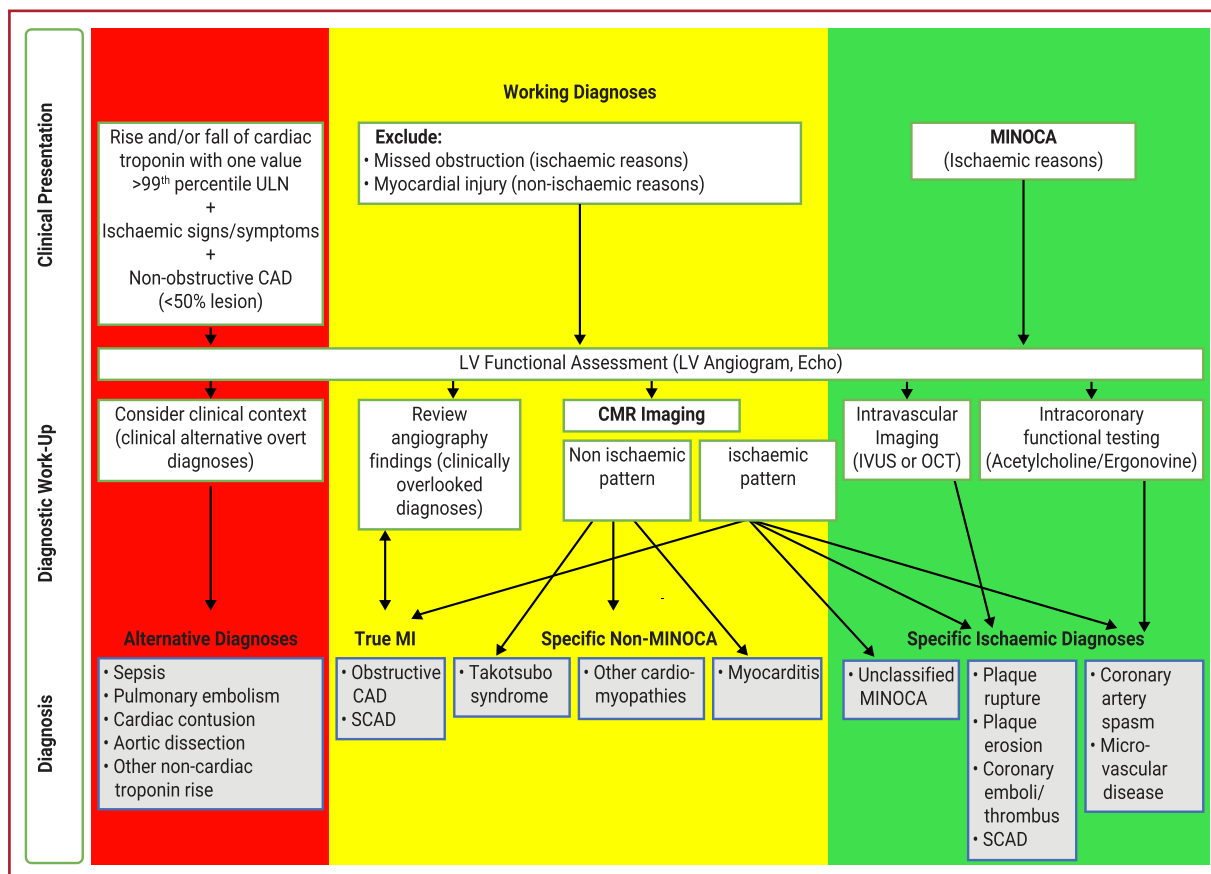 Clinical Presentation
Diagnostic Work-Up
Diagnosis
Working Diagnoses
Rise and/or fall of cardiac
troponin with one value
>99th percentile ULN
+
Ischaemic signs/symptoms
+
Non-obstructive CAD
(<50% lesion)
Exclude:
• Missed obstruction (ischaemic reasons)
• Myocardial injury (non-ischaemic reasons)
MINOCA
(Ischaemic reasons)
LV Functional Assessment (LV Angiogram, Echo)
Consider clinical context
(clinical alternative overt
diagnoses)
Review
angiography
findings (clinically
overlooked
diagnoses)
CMR Imaging
Non ischaemic
pattern
ischaemic
pattern
Intravascular
Imaging
(IVUS or OCT)
Intracoronary
functional testing
(Acetylcholine/Ergonovine)
Alternative Diagnoses
• Sepsis
• Pulmonary embolism
• Cardiac contusion
• Aortic dissection
• Other non-cardiac
troponin rise
True MI
• Obstructive
CAD
• SCAD
Specific Non-MINOCA
• Takotsubo
syndrome
• Other cardio-
myopathies
• Myocarditis
Specific Ischaemic Diagnoses
• Unclassified
MINOCA
• Plaque
rupture
• Plaque
erosion
• Coronary
emboli/
thrombus
• SCAD
• Coronary
artery
spasm
• Micro-
vascular
disease